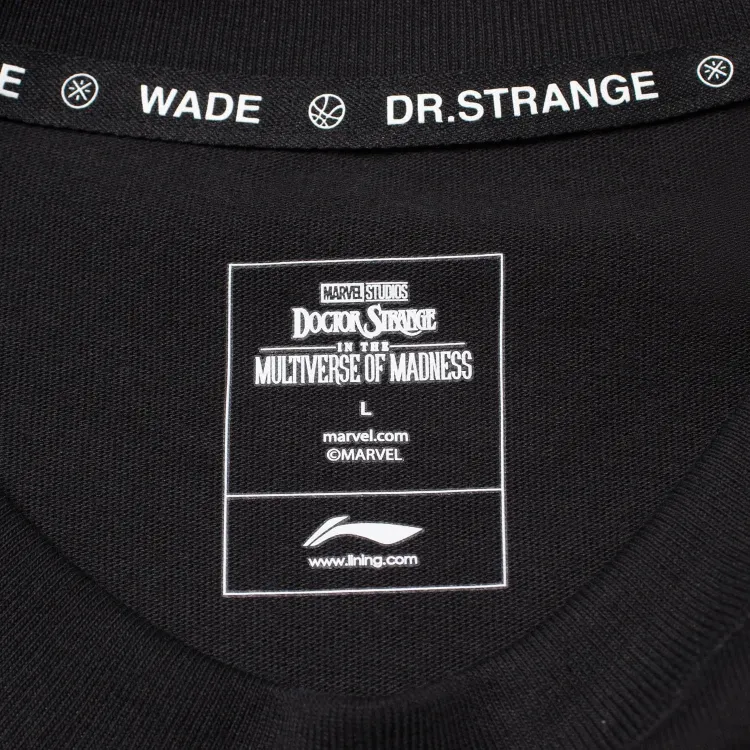 E WADE DR.STRANGE
MARVEL STUDIOS
DOCTOR STRANGE
IN THE
MULTIVERSE OF MADNESS
L
marvel.com
©MARVEL
www.lining.com